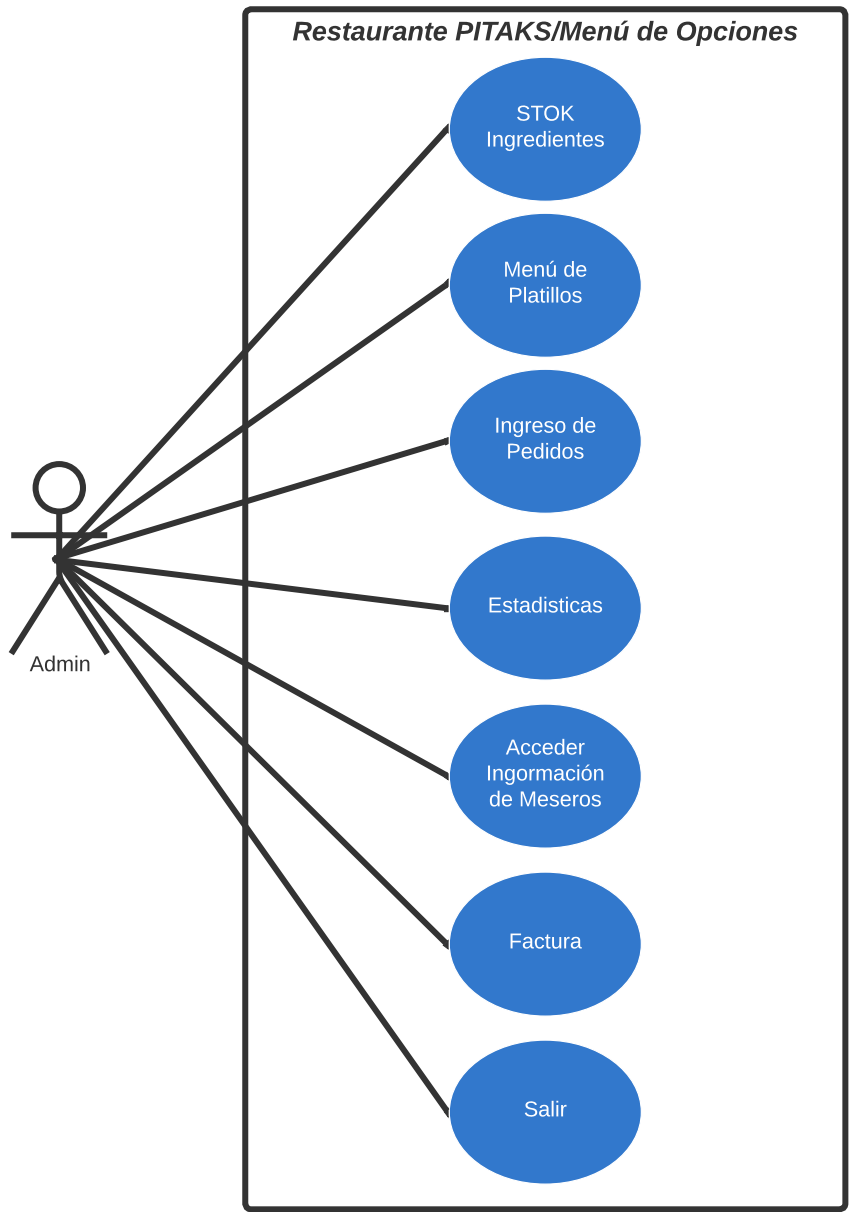 Restaurante PITAKS/Menú de Opciones
STOK
Ingredientes
Menú de
Platillos
Ingreso de
Pedidos
Estadisticas
Admin
Acceder
Ingormación
de Meseros
Factura
Salir